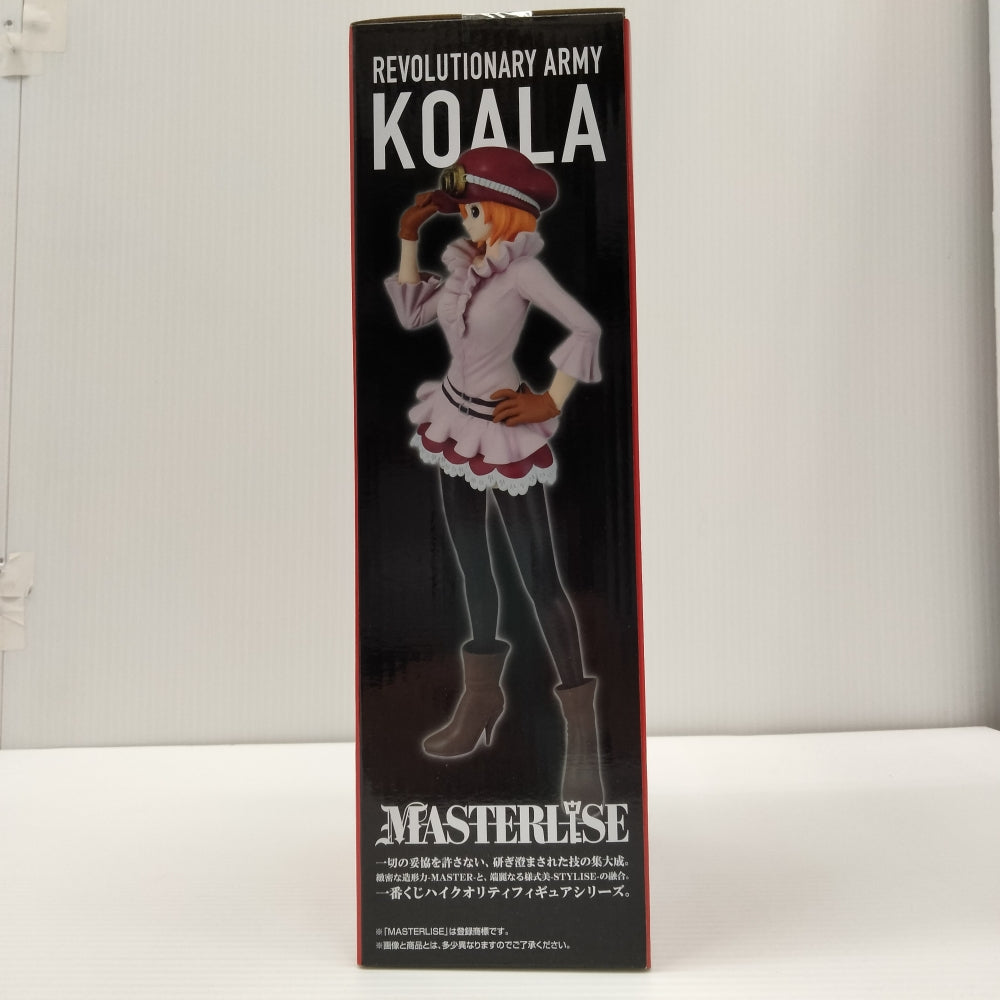 REVOLUTIONARY ARMY
KOALA
MASTERLISE
一切の妥協を許さない、研ぎ澄まされた技の集大成。
緻密な造形力-MASTER-と、端麗なる様式美-STYLISE-の融合。
一番くじハイクオリティフィギュアシリーズ。
※「MASTERLISE」は登録商標です。
※画像と商品とは、多少異なりますのでご了承ください。